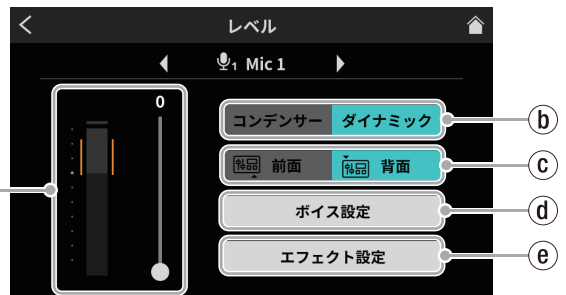 レベル
1 Mic 1
0
コンデンサー ダイナミック ⓑ
前面 背面 ⓒ
ボイス設定 ⓓ
エフェクト設定 ⓔ